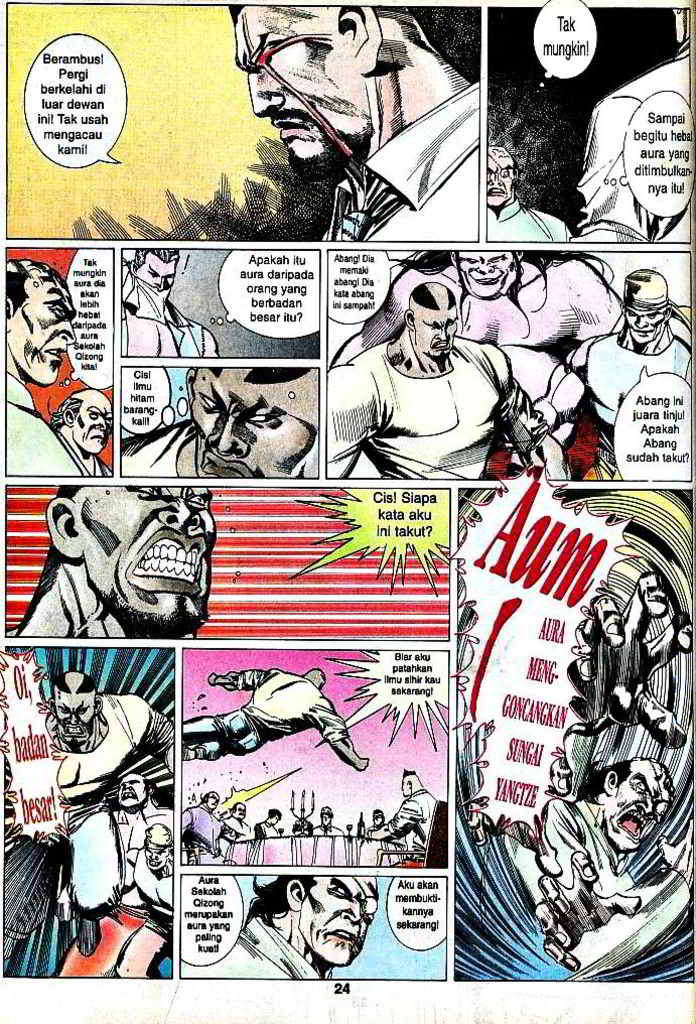 Berambus!
Pergi
berkelahi di
luar dewan
ini! Tak usah
mengacau
kami!
Tak
mungkin!
Sampai
begitu hebat
aura yang
ditimbulkan-
nya itu!
Tak
mungkin
aura dia
akan
lebih
hebat
daripada
aura
Sekolah
Qizong
kita!
Apakah itu
aura daripada
orang yang
berbadan
besar itu?
Cis!
Ilmu
hitam
barang-
kali!
Abang! Dia
memaki
abang! Dia
kata abang
ini sampah!
Abang ini
juara tinju!
Apakah
Abang
sudah takut?
Cis! Siapa
kata aku
ini takut?
Aum
!
AURA
MENG-
GONCANGKAN
SUNGAI
YANGTZE
Oi,
badan
besar!
Biar aku
patahkan
ilmu sihir kau
sekarang!
Aura
Sekolah
Qizong
merupakan
aura yang
paling
kuat!
Aku akan
membukti-
kannya
sekarang!
24